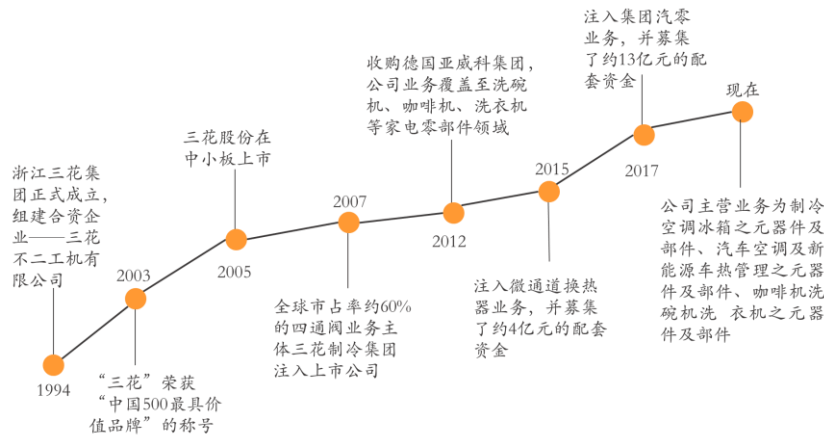 浙江三花集
团正式成立，
组建合资企
业——三花
不二工机有
限公司
1994
2003
“三花”荣获
“中国500最具价
值品牌”的称号
三花股份在
中小板上市
2005
2007
全球市占率约60%
的四通阀业务主
体三花制冷集团
注入上市公司
收购德国亚威科集团，
公司业务覆盖至洗碗
机、咖啡机、洗衣机
等家电零部件领域
2012
2015
注入微通道换热
器业务，并募集
了约4亿元的配套
资金
注入集团汽零
业务，并募集
了约13亿元的配
套资金
2017
现在
公司主营业务为制冷
空调冰箱之元器件及
部件、汽车空调及新
能源车热管理之元器
件及部件、咖啡机洗
碗机洗 衣机之元器
件及部件